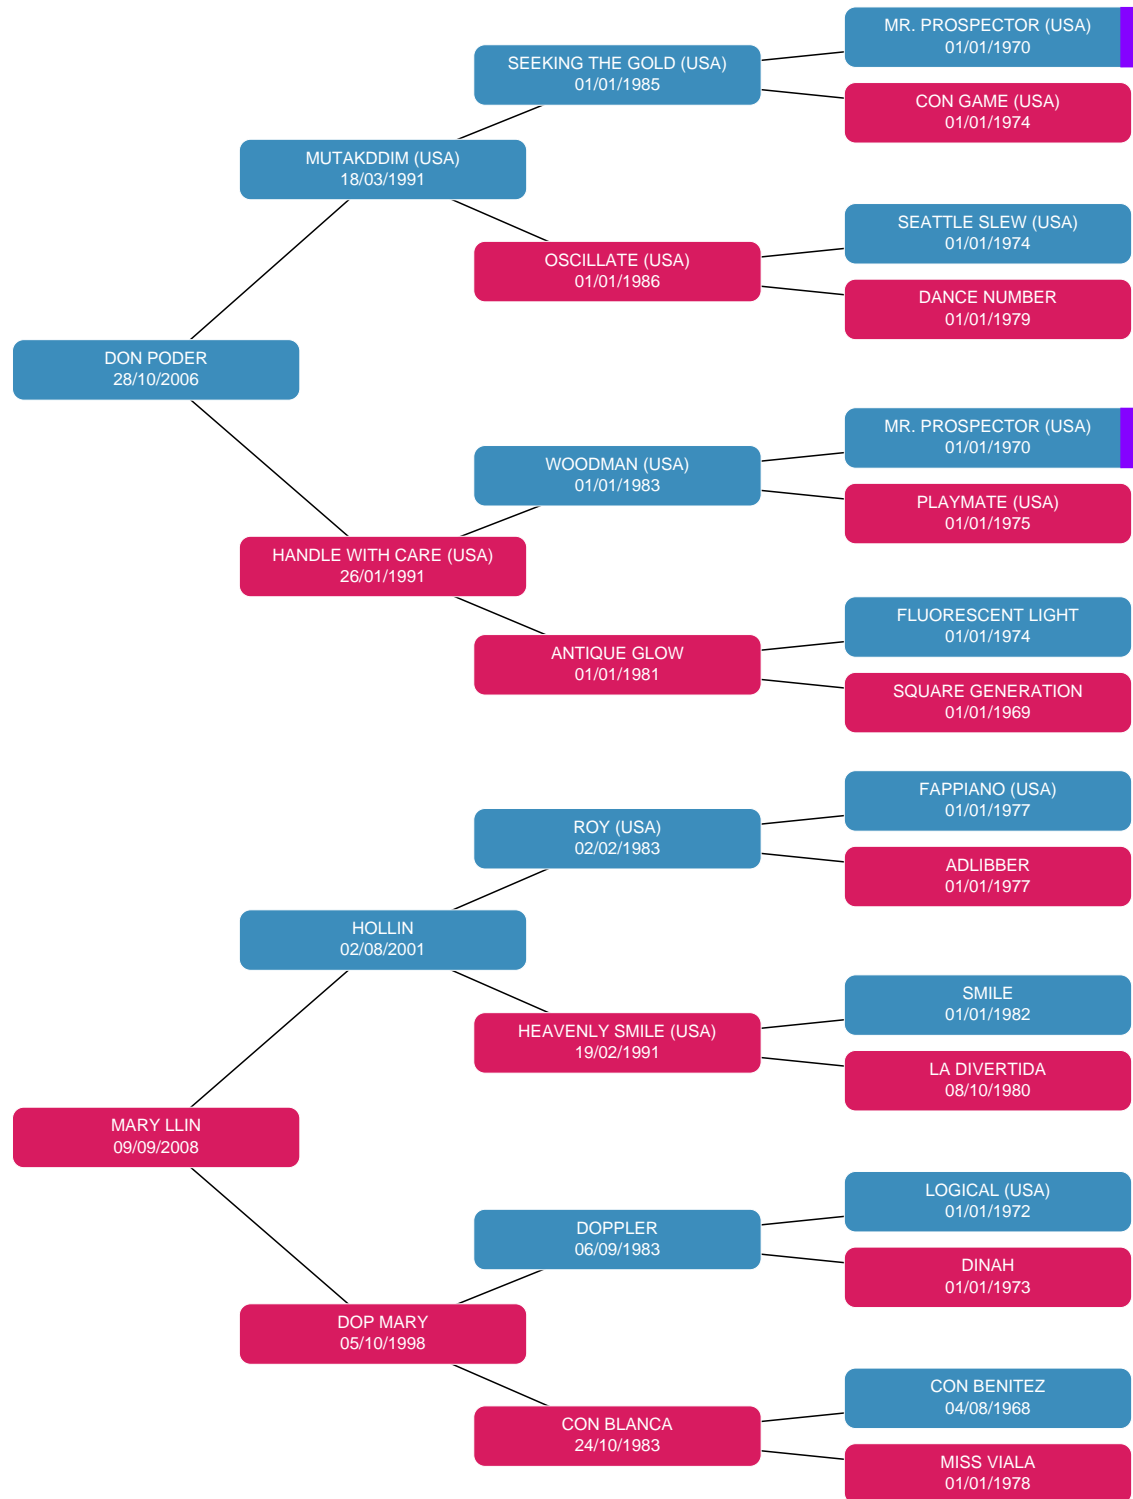 MR. PROSPECTOR (USA)
01/01/1970
SEEKING THE GOLD (USA)
01/01/1985
CON GAME (USA)
01/01/1974
MUTAKDDIM (USA)
18/03/1991
SEATTLE SLEW (USA)
01/01/1974
OSCILLATE (USA)
01/01/1986
DANCE NUMBER
01/01/1979
DON PODER
28/10/2006
MR. PROSPECTOR (USA)
01/01/1970
WOODMAN (USA)
01/01/1983
PLAYMATE (USA)
01/01/1975
HANDLE WITH CARE (USA)
26/01/1991
FLUORESCENT LIGHT
01/01/1974
ANTIQUE GLOW
01/01/1981
SQUARE GENERATION
01/01/1969
FAPPIANO (USA)
01/01/1977
ROY (USA)
02/02/1983
ADLIBBER
01/01/1977
HOLLIN
02/08/2001
SMILE
01/01/1982
HEAVENLY SMILE (USA)
19/02/1991
LA DIVERTIDA
08/10/1980
MARY LLIN
09/09/2008
LOGICAL (USA)
01/01/1972
DOPPLER
06/09/1983
DINAH
01/01/1973
DOP MARY
05/10/1998
CON BENITEZ
04/08/1968
CON BLANCA
24/10/1983
MISS VIALA
01/01/1978